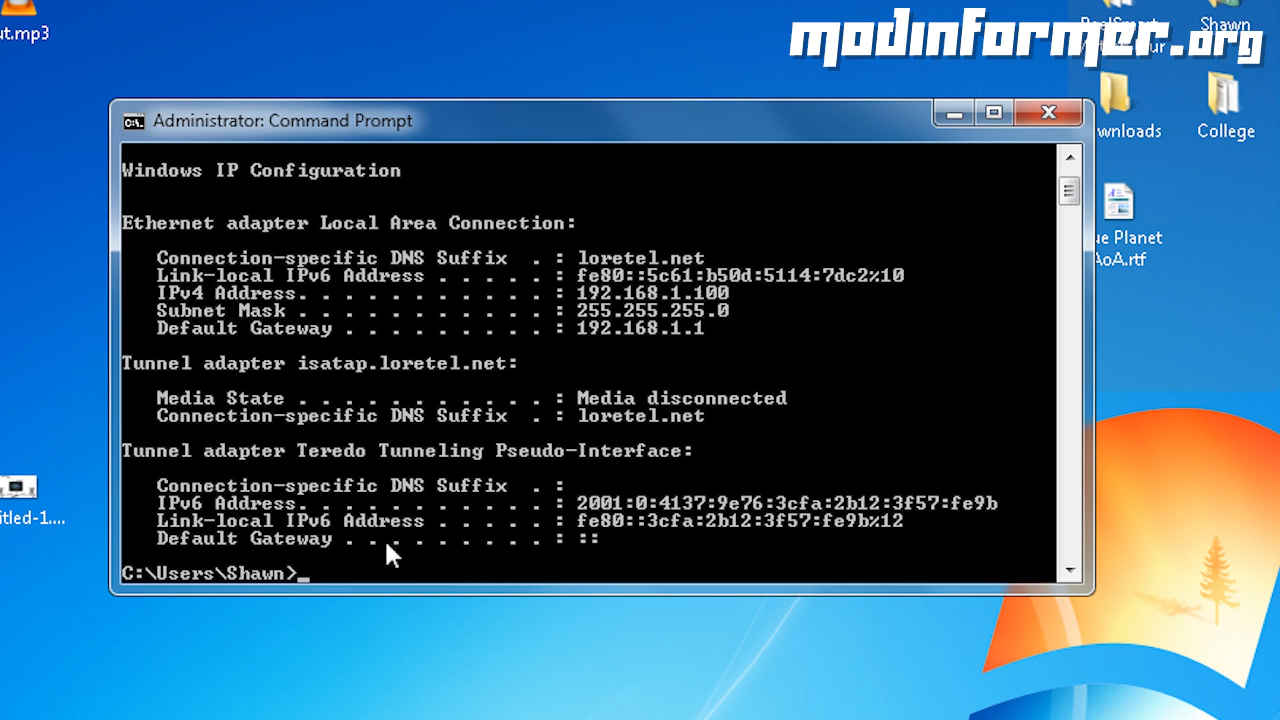 ut.mp3
modinformer.org
Shawn
Administrator: Command Prompt
wnloads
College
Windows IP Configuration
Ethernet adapter Local Area Connection:
Connection-specific DNS Suffix . : loretel.net
Link-local IPv6 Address . . . . . : fe80::5c61:b50d:5114:7dc2%10
IPv4 Address. . . . . . . . . . . : 192.168.1.100
Subnet Mask . . . . . . . . . . . : 255.255.255.0
Default Gateway . . . . . . . . . : 192.168.1.1
ue Planet
AoA.rtf
Tunnel adapter isatap.loretel.net:
Media State . . . . . . . . . . . : Media disconnected
Connection-specific DNS Suffix . : loretel.net
Tunnel adapter Teredo Tunneling Pseudo-Interface:
Connection-specific DNS Suffix . :
IPv6 Address. . . . . . . . . . . : 2001:0:4137:9e76:3cfa:2b12:3f57:fe9b
Link-local IPv6 Address . . . . . : fe80::3cfa:2b12:3f57:fe9b%12
Default Gateway . . . . . . . . . : ::
itled-1....
C:\Users\Shawn>_